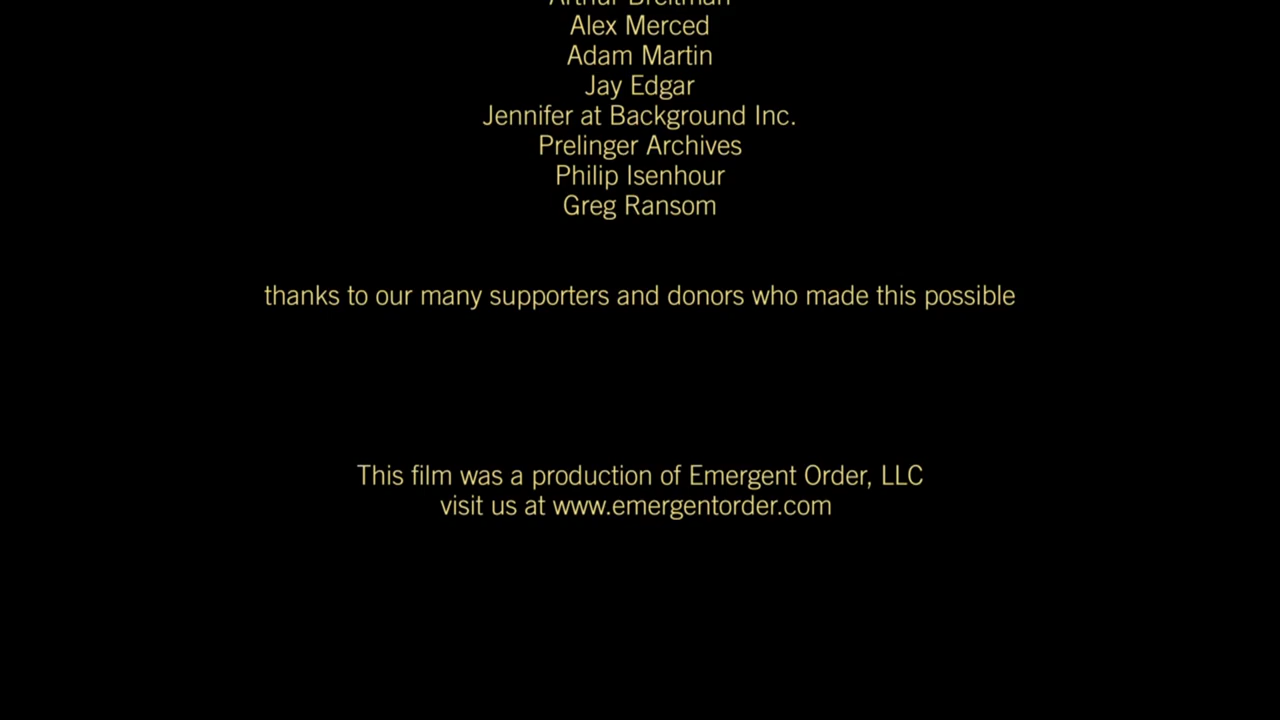 Arthur Breitman
Alex Merced
Adam Martin
Jay Edgar
Jennifer at Background Inc.
Prelinger Archives
Philip Isenhour
Greg Ransom
thanks to our many supporters and donors who made this possible
This film was a production of Emergent Order, LLC
visit us at www.emergentorder.com